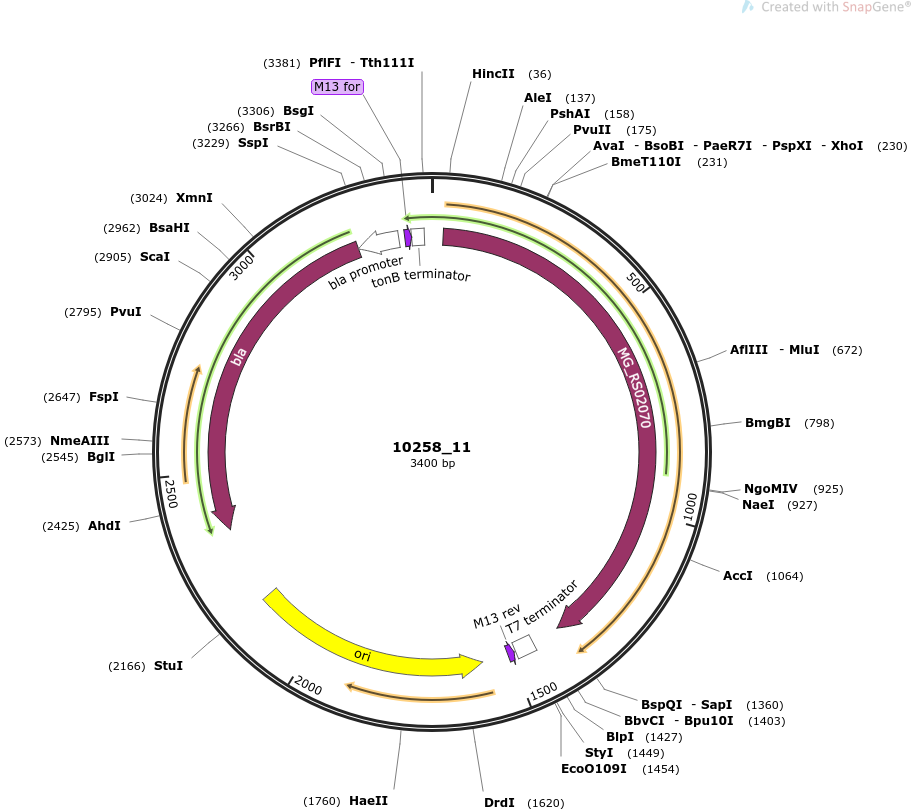 Created with SnapGene®
(3381) PflFI - Tth111I
M13 for
(3306) BsgI
(3266) BsrBI
(3229) SspI
(3024) XmnI
(2962) BsaHI
(2905) ScaI
(2795) PvuI
(2647) FspI
(2573) NmeAIII
(2545) BglI
(2425) AhdI
(2166) StuI
(1760) HaeII
HincII (36)
AleI (137)
PshAI (158)
PvuII (175)
AvaI - BsoBI - PaeR7I - PspXI - XhoI (230)
BmeT110I (231)
AflIII - MluI (672)
BmgBI (798)
NgoMIV (925)
NaeI (927)
AccI (1064)
BspQI - SapI (1360)
BbvCI - Bpu10I (1403)
BlpI (1427)
StyI (1449)
EcoO109I (1454)
DrdI (1620)
500
1000
1500
2000
2500
3000
bla
bla promoter
tonB terminator
MG_RS02070
10258_11
3400 bp
M13 rev
T7 terminator
ori